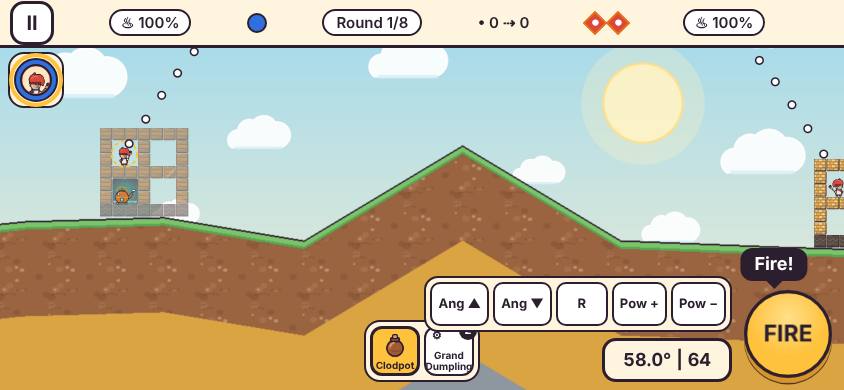 100%
Round 1/8
• 0 ⇢ 0
100%
Fire!
Ang ▲
Ang ▼
R
Pow +
Pow −
FIRE
Clodpot
Grand
Dumpling
58.0° | 64